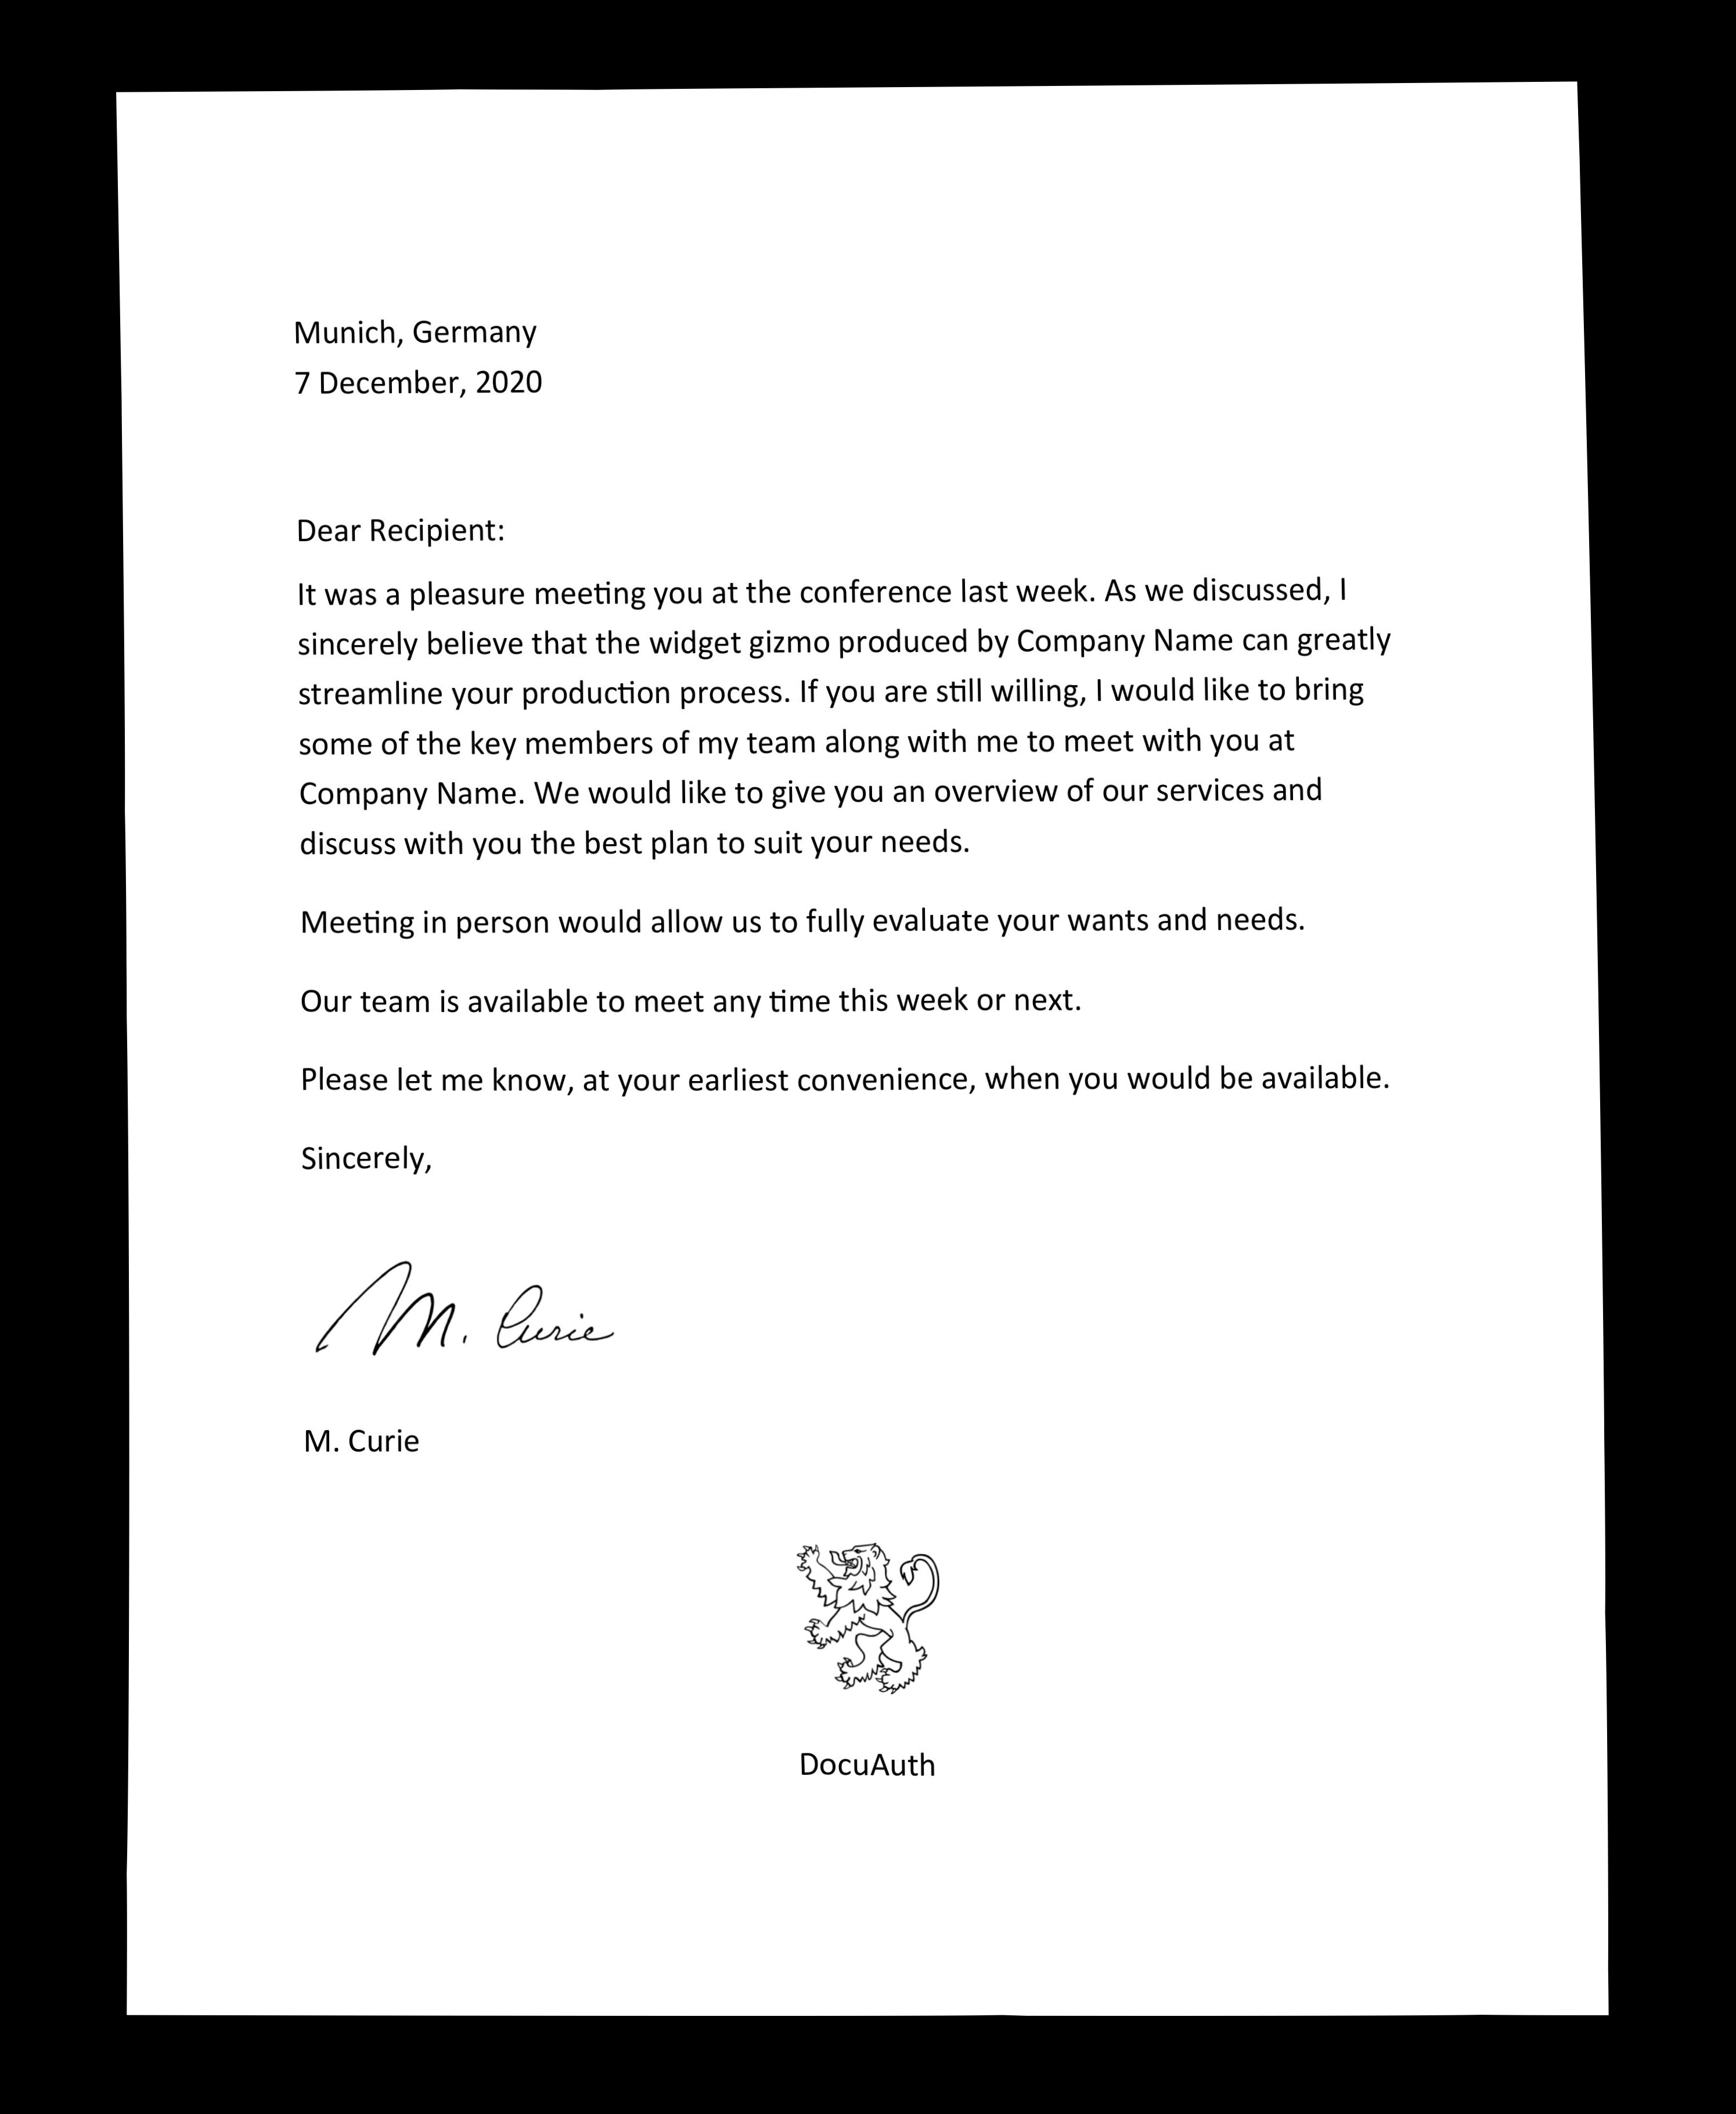 Munich, Germany
7 December, 2020
Dear Recipient:
It was a pleasure meeting you at the conference last week. As we discussed, I
sincerely believe that the widget gizmo produced by Company Name can greatly
streamline your production process. If you are still willing, I would like to bring
some of the key members of my team along with me to meet with you at
Company Name. We would like to give you an overview of our services and
discuss with you the best plan to suit your needs.
Meeting in person would allow us to fully evaluate your wants and needs.
Our team is available to meet any time this week or next.
Please let me know, at your earliest convenience, when you would be available.
Sincerely,
M. Curie
M. Curie
DocuAuth